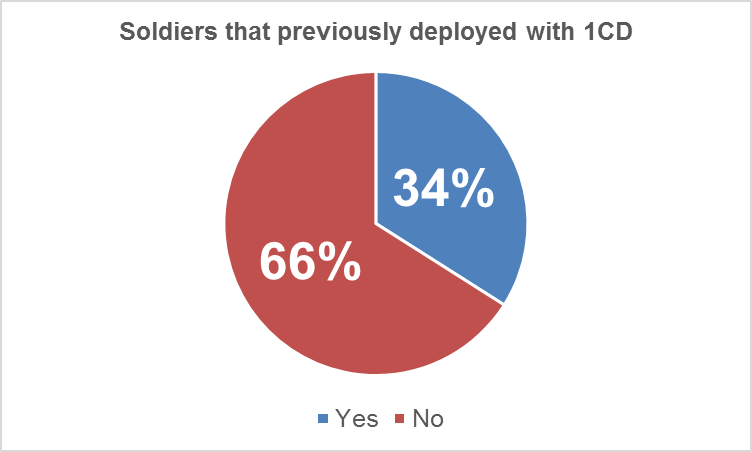 Soldiers that previously deployed with 1CD
34%
66%
Yes No